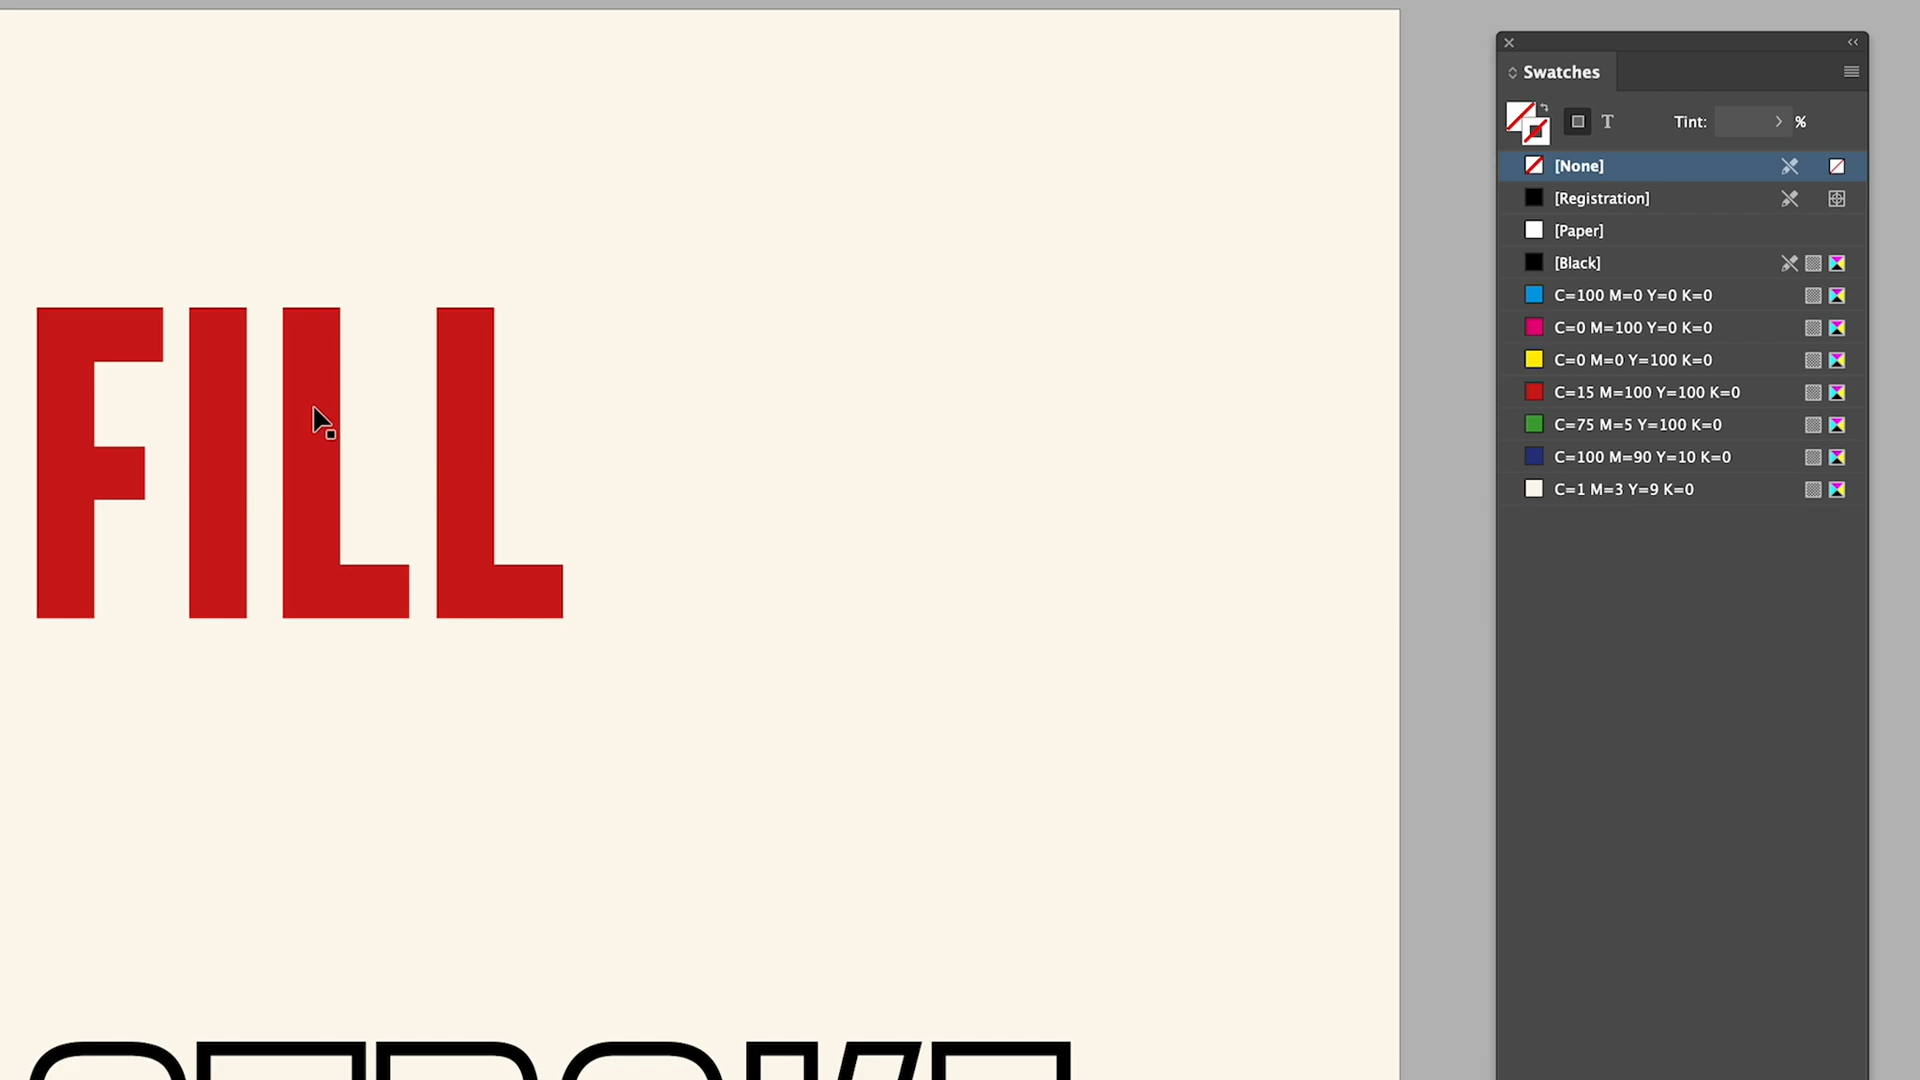 Swatches
T Tint: %
[None]
[Registration]
[Paper]
[Black]
C=100 M=0 Y=0 K=0
C=0 M=100 Y=0 K=0
C=0 M=0 Y=100 K=0
C=15 M=100 Y=100 K=0
C=75 M=5 Y=100 K=0
C=100 M=90 Y=10 K=0
C=1 M=3 Y=9 K=0
FILL
STROKE